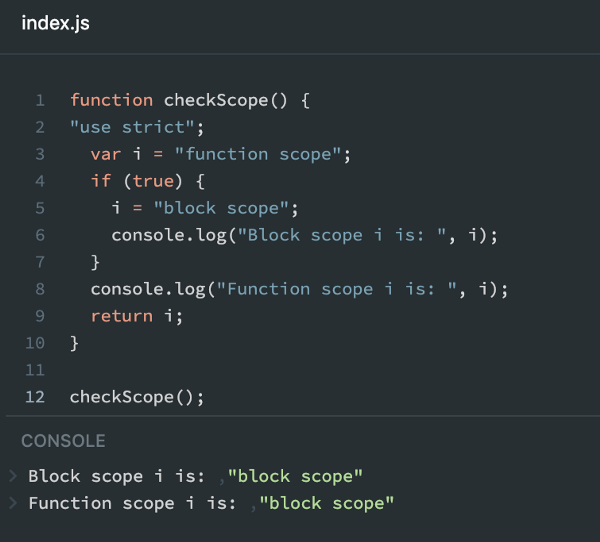 index.js
1 function checkScope() {
2 "use strict";
3   var i = "function scope";
4   if (true) {
5     i = "block scope";
6     console.log("Block scope i is: ", i);
7   }
8   console.log("Function scope i is: ", i);
9   return i;
10 }
11
12 checkScope();
CONSOLE
> Block scope i is:  ,"block scope"
> Function scope i is:  ,"block scope"